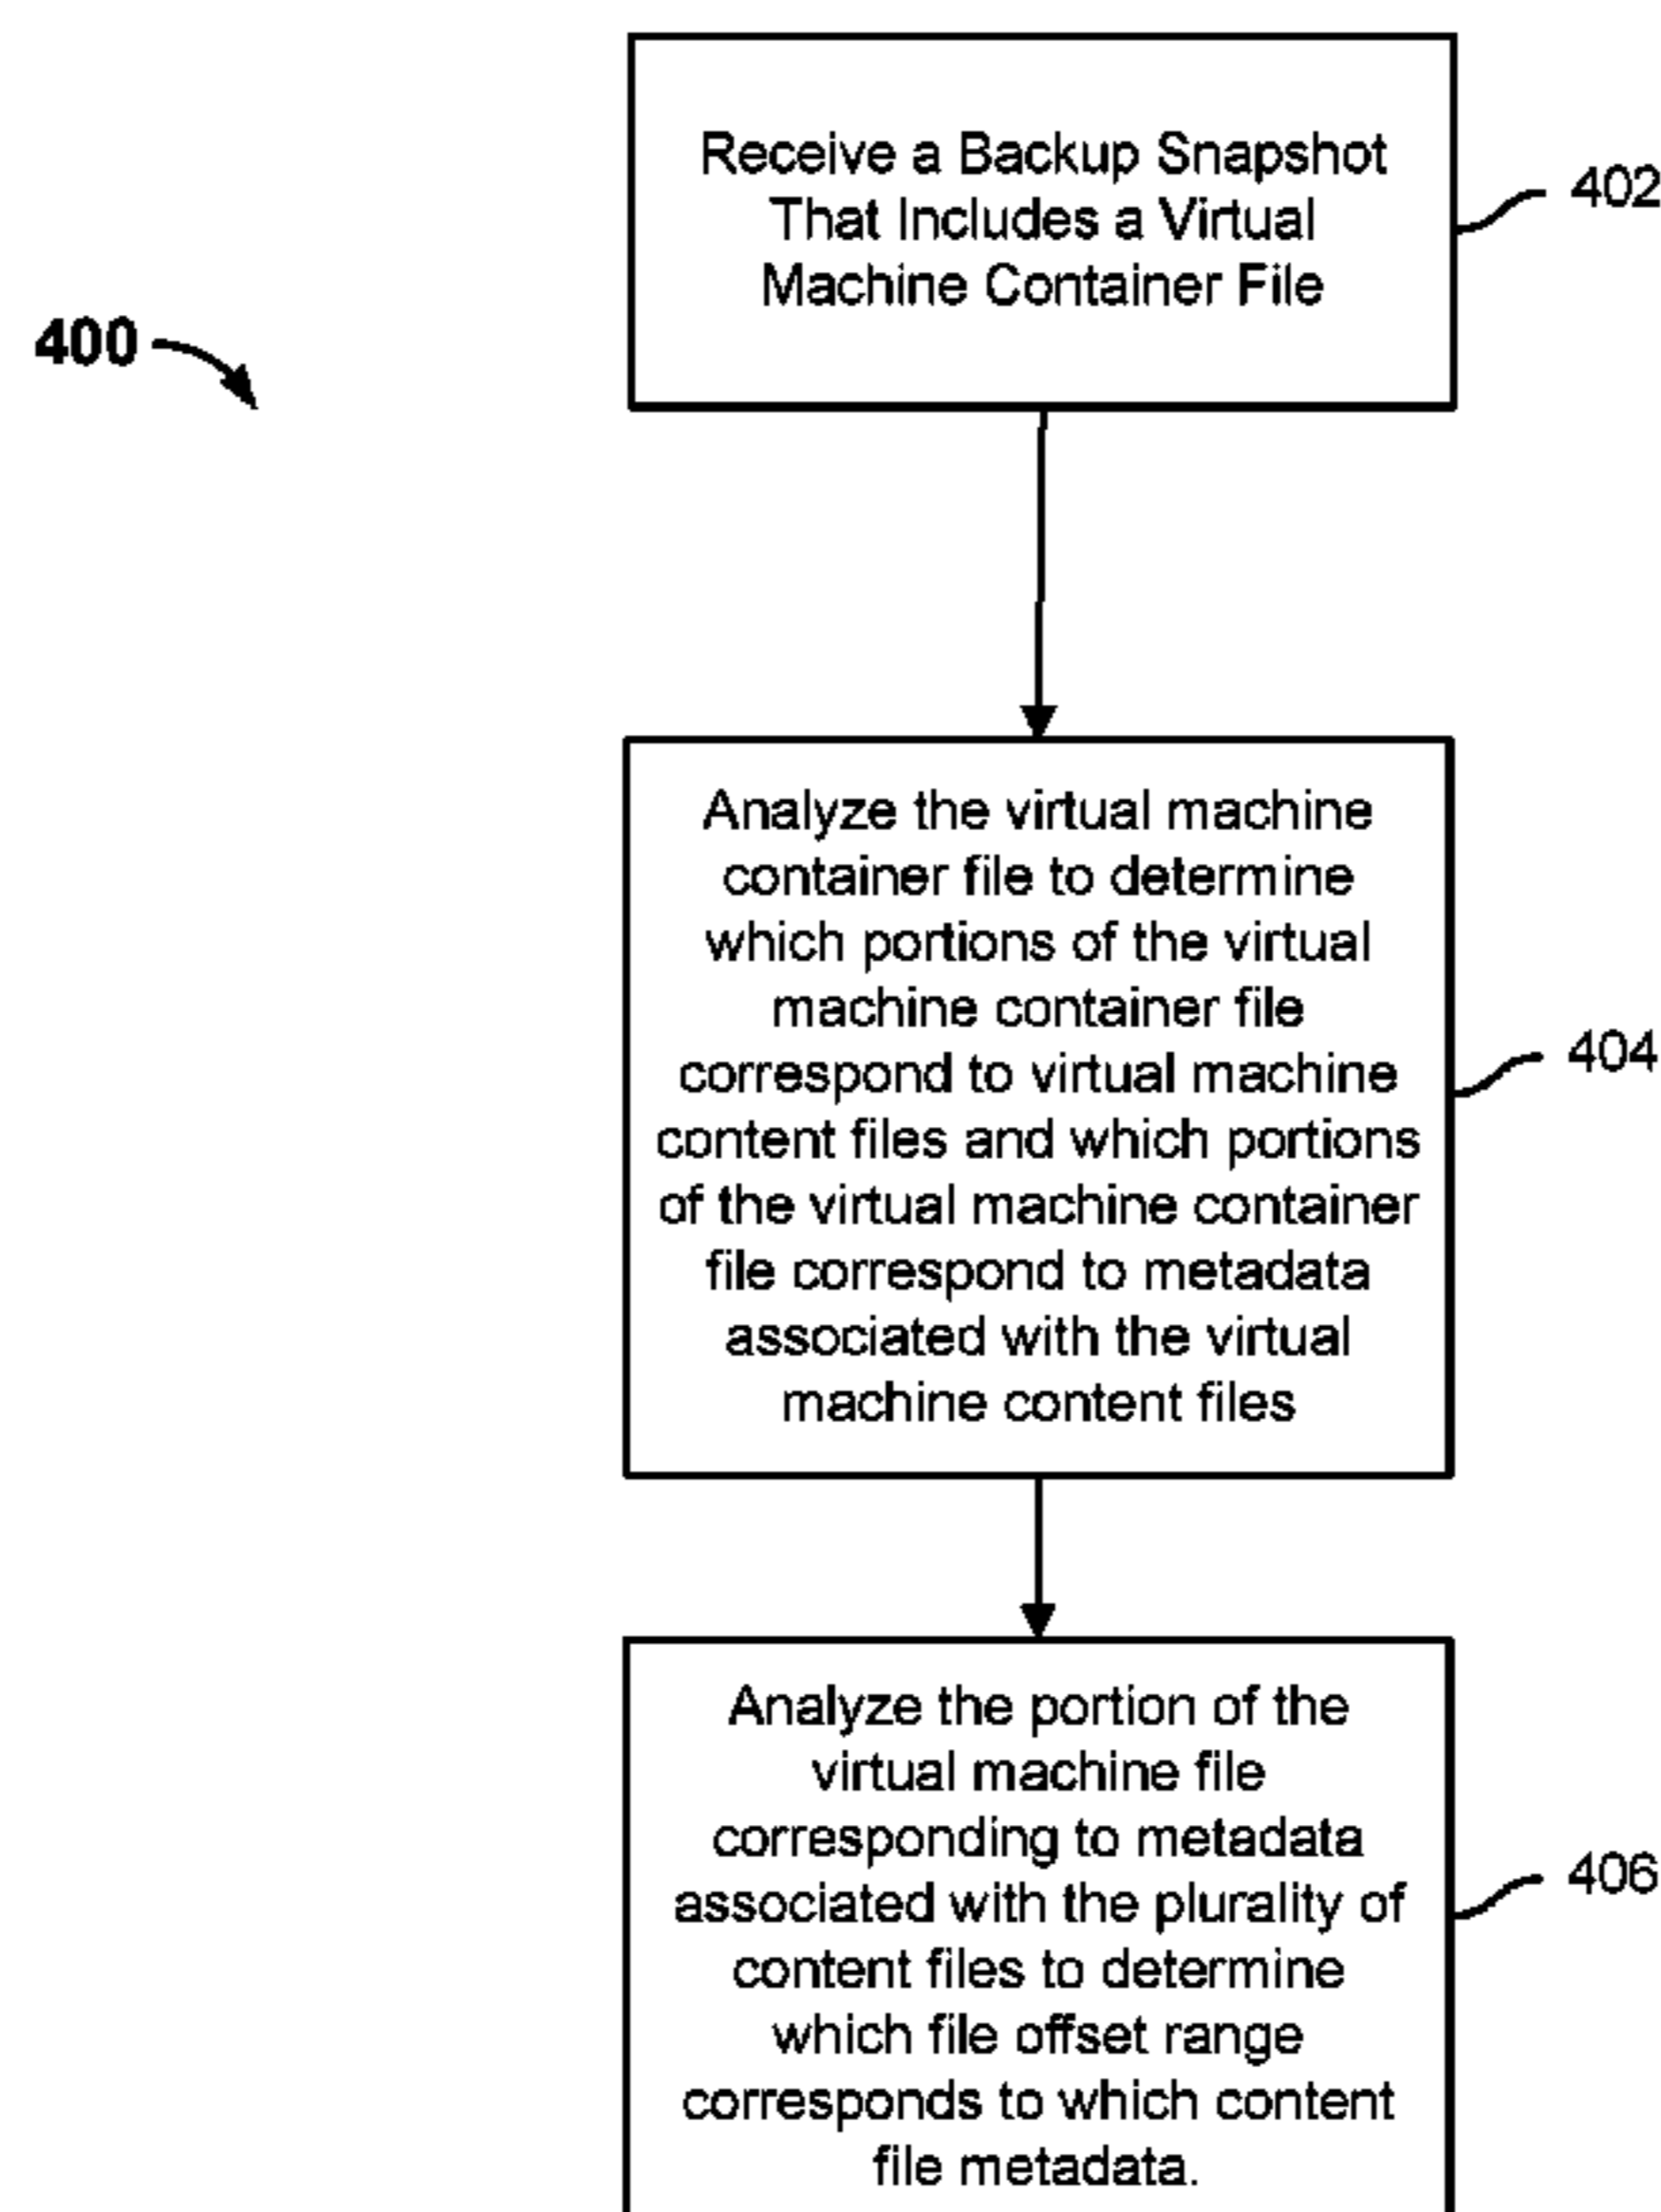 Receive a Backup Snapshot
That Includes a Virtual
Machine Container File
402
400
Analyze the virtual machine
container file to determine
which portions of the virtual
machine container file
correspond to virtual machine
content files and which portions
of the virtual machine container
file correspond to metadata
associated with the virtual
machine content files
404
Analyze the portion of the
virtual machine file
corresponding to metadata
associated with the plurality of
content files to determine
which file offset range
corresponds to which content
file metadata.
406